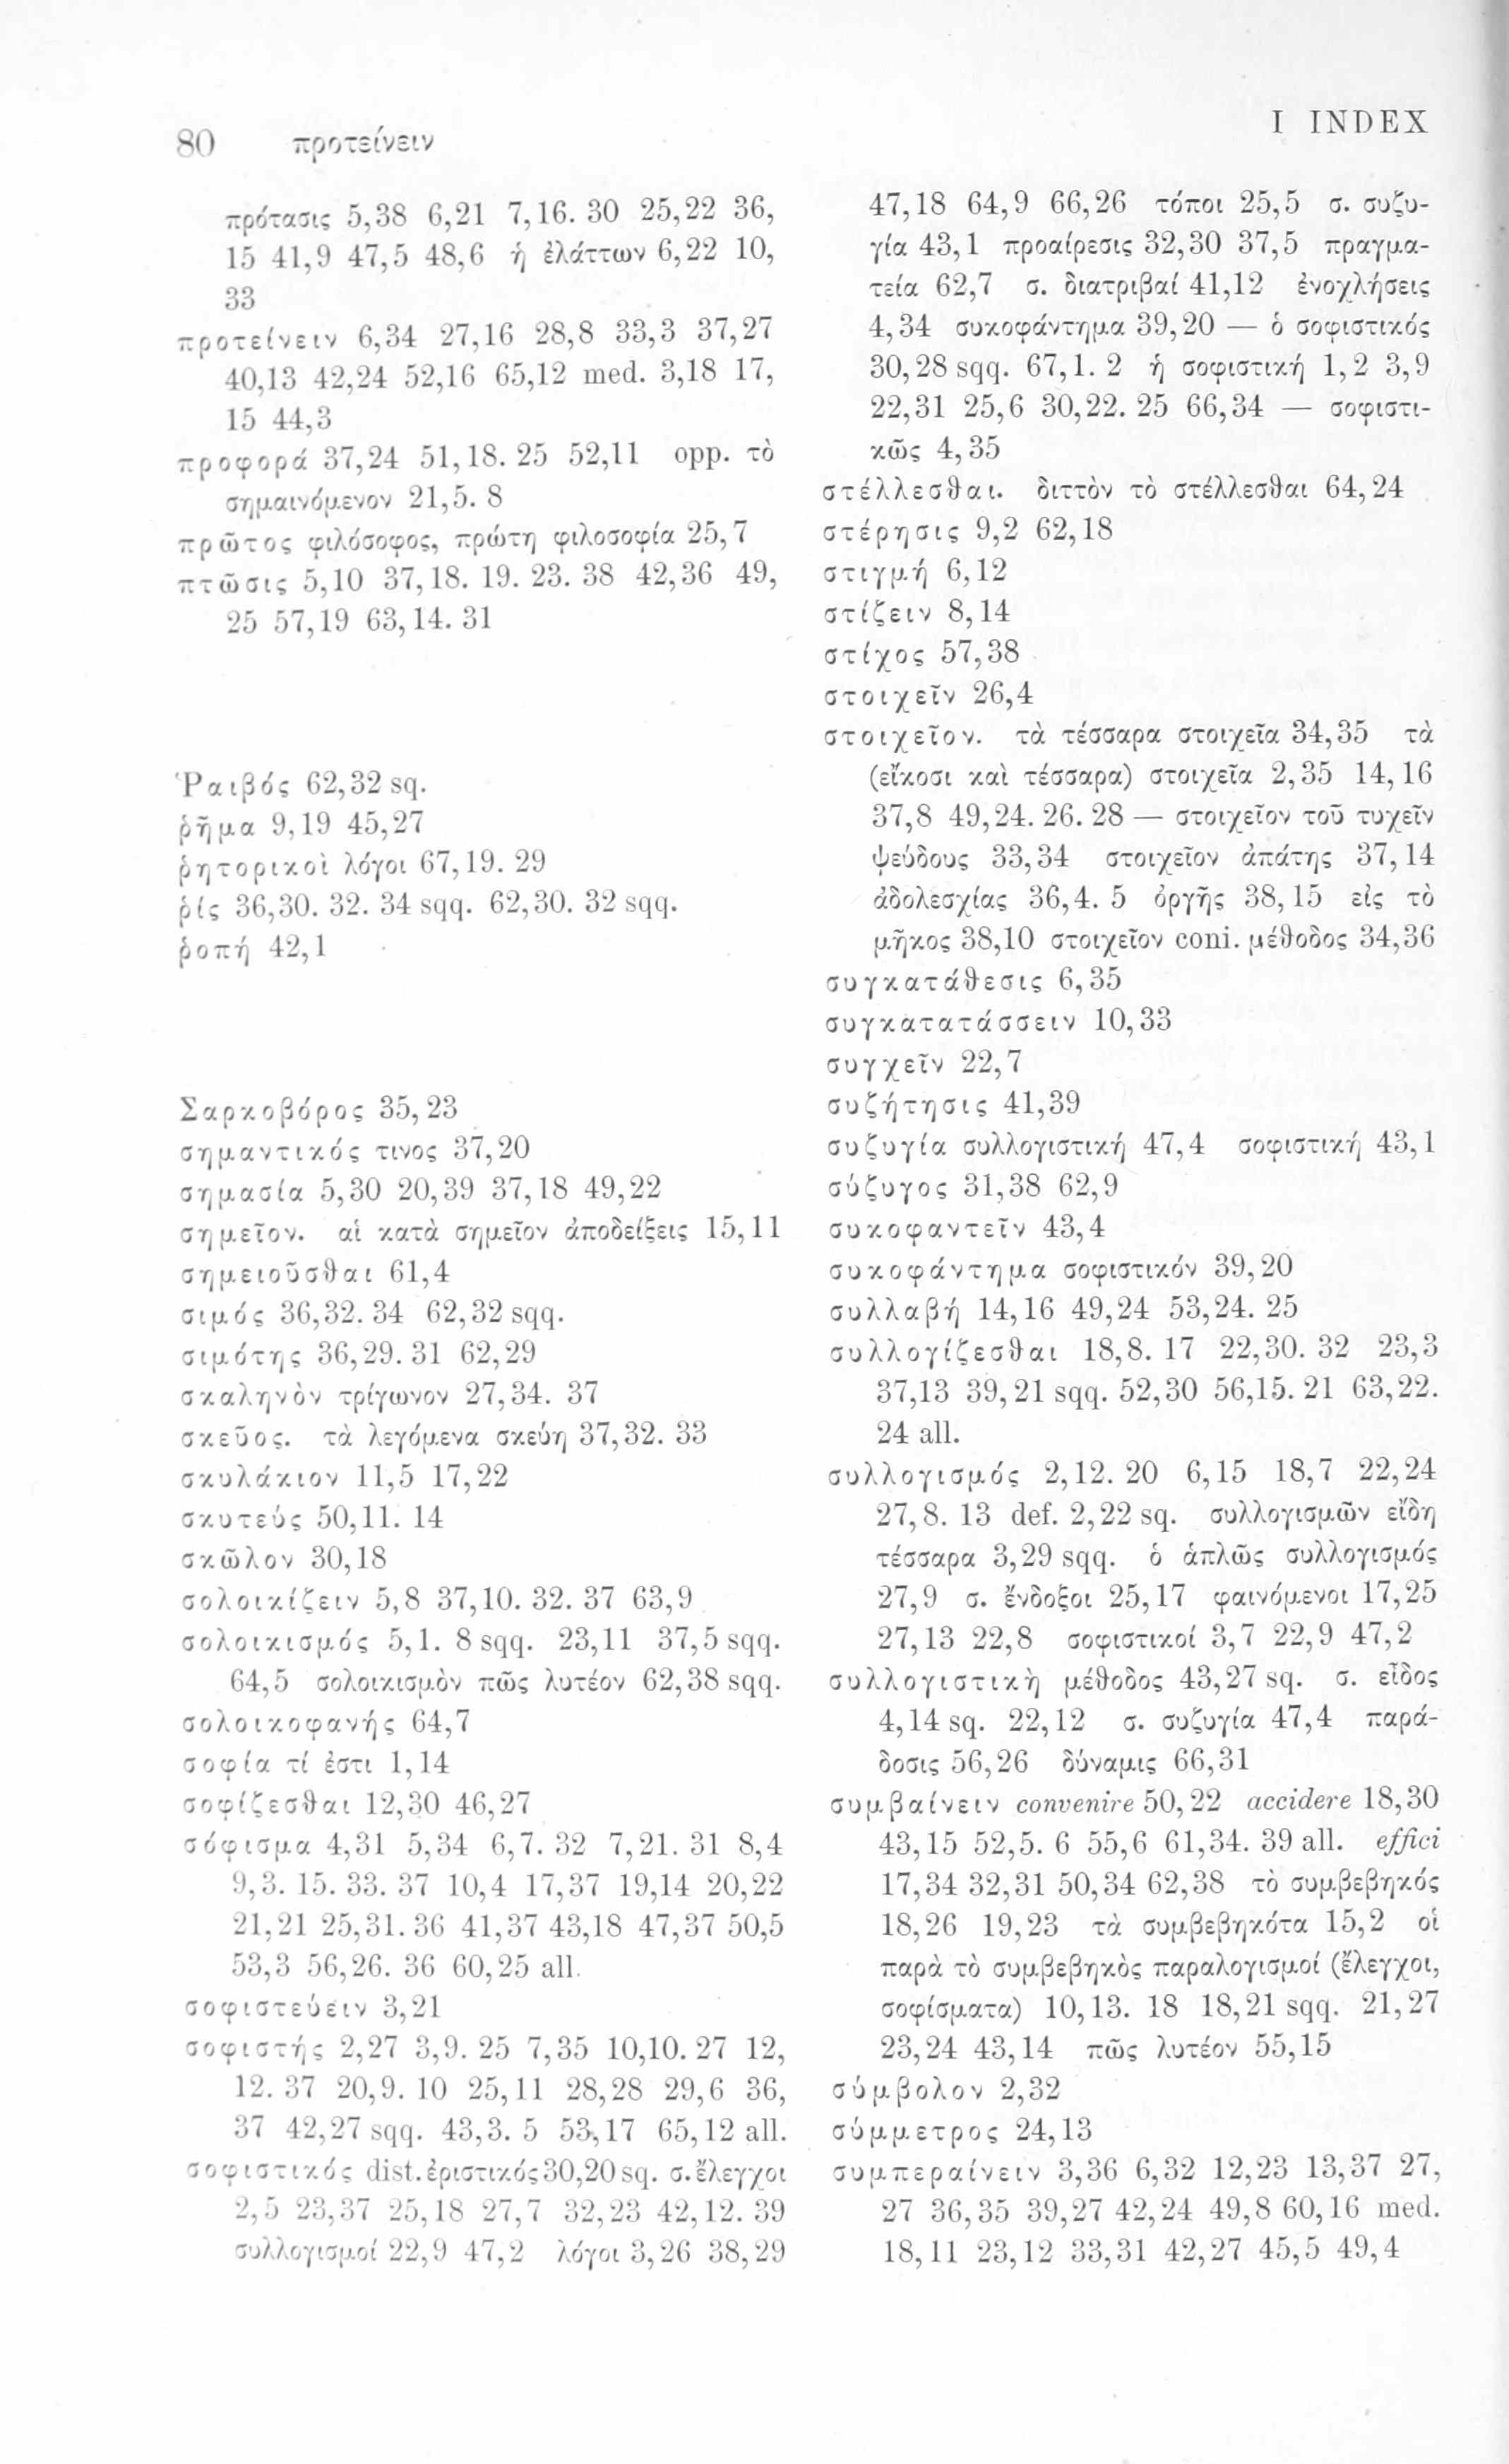 80 προτείνειν
I INDEX
πρότασις 5,38 6,21 7,16. 30 25,22 36,
15 41,9 47,5 48,6 ἡ ἐλάττων 6,22 10,
33
προτείνειν 6,34 27,16 28,8 33,3 37,27
40,13 42,24 52,16 65,12 med. 3,18 17,
15 44,3
προφορά 37,24 51,18. 25 52,11 opp. τὸ
σημαινόμενον 21,5. 8
πρῶτος φιλόσοφος, πρώτη φιλοσοφία 25,7
πτῶσις 5,10 37,18. 19. 23. 38 42,36 49,
25 57,19 63,14. 31
Ῥαιβός 62,32 sq.
ῥῆμα 9,19 45,27
ῥητορικοὶ λόγοι 67,19. 29
ῥίς 36,30. 32. 34 sqq. 62,30. 32 sqq.
ῥοπή 42,1
Σαρκοβόρος 35,23
σημαντικός τινος 37,20
σημασία 5,30 20,39 37,18 49,22
σημεῖον. αἱ κατὰ σημεῖον ἀποδείξεις 15,11
σημειοῦσθαι 61,4
σιμός 36,32. 34 62,32 sqq.
σιμότης 36,29. 31 62,29
σκαληνὸν τρίγωνον 27,34. 37
σκεῦος. τὰ λεγόμενα σκεύη 37,32. 33
σκυλάκιον 11,5 17,22
σκυτεύς 50,11. 14
σκῶλον 30,18
σολοικίζειν 5,8 37,10. 32. 37 63,9
σολοικισμός 5,1. 8 sqq. 23,11 37,5 sqq.
64,5 σολοικισμὸν πῶς λυτέον 62,38 sqq.
σολοικοφανής 64,7
σοφία τί ἐστι 1,14
σοφίζεσθαι 12,30 46,27
σόφισμα 4,31 5,34 6,7. 32 7,21. 31 8,4
9,3. 15. 33. 37 10,4 17,37 19,14 20,22
21,21 25,31. 36 41,37 43,18 47,37 50,5
53,3 56,26. 36 60,25 all.
σοφιστεύειν 3,21
σοφιστής 2,27 3,9. 25 7,35 10,10. 27 12,
12. 37 20,9. 10 25,11 28,28 29,6 36,
37 42,27 sqq. 43,3. 5 53,17 65,12 all.
σοφιστικός dist. ἐριστικός 30,20 sq. σ. ἔλεγχοι
2,5 23,37 25,18 27,7 32,23 42,12. 39
συλλογισμοί 22,9 47,2 λόγοι 3,26 38,29
47,18 64,9 66,26 τόποι 25,5 σ. συζυ-
γία 43,1 προαίρεσις 32,30 37,5 πραγμα-
τεία 62,7 σ. διατριβαί 41,12 ἐνοχλήσεις
4,34 συκοφάντημα 39,20 — ὁ σοφιστικός
30,28 sqq. 67,1. 2 ἡ σοφιστική 1,2 3,9
22,31 25,6 30,22. 25 66,34 — σοφιστι-
κῶς 4,35
στέλλεσθαι. διττὸν τὸ στέλλεσθαι 64,24
στέρησις 9,2 62,18
στιγμή 6,12
στίζειν 8,14
στίχος 57,38
στοιχεῖν 26,4
στοιχεῖον. τὰ τέσσαρα στοιχεῖα 34,35 τὰ
(εἴκοσι καὶ τέσσαρα) στοιχεῖα 2,35 14,16
37,8 49,24. 26. 28 — στοιχεῖον τοῦ τυχεῖν
ψεύδους 33,34 στοιχεῖον ἀπάτης 37,14
ἀδολεσχίας 36,4. 5 ὀργῆς 38,15 εἰς τὸ
μῆκος 38,10 στοιχεῖον coni. μέθοδος 34,36
συγκατάθεσις 6,35
συγκατατάσσειν 10,33
συγχεῖν 22,7
συζήτησις 41,39
συζυγία συλλογιστική 47,4 σοφιστική 43,1
σύζυγος 31,38 62,9
συκοφαντεῖν 43,4
συκοφάντημα σοφιστικόν 39,20
συλλαβή 14,16 49,24 53,24. 25
συλλογίζεσθαι 18,8. 17 22,30. 32 23,3
37,13 39,21 sqq. 52,30 56,15. 21 63,22.
24 all.
συλλογισμός 2,12. 20 6,15 18,7 22,24
27,8. 13 def. 2,22 sq. συλλογισμῶν εἴδη
τέσσαρα 3,29 sqq. ὁ ἁπλῶς συλλογισμός
27,9 σ. ἔνδοξοι 25,17 φαινόμενοι 17,25
27,13 22,8 σοφιστικοί 3,7 22,9 47,2
συλλογιστικὴ μέθοδος 43,27 sq. σ. εἶδος
4,14 sq. 22,12 σ. συζυγία 47,4 παρά-
δοσις 56,26 δύναμις 66,31
συμβαίνειν convenire 50,22 accidere 18,30
43,15 52,5. 6 55,6 61,34. 39 all. effici
17,34 32,31 50,34 62,38 τὸ συμβεβηκός
18,26 19,23 τὰ συμβεβηκότα 15,2 οἱ
παρὰ τὸ συμβεβηκὸς παραλογισμοί (ἔλεγχοι,
σοφίσματα) 10,13. 18 18,21 sqq. 21,27
23,24 43,14 πῶς λυτέον 55,15
σύμβολον 2,32
σύμμετρος 24,13
συμπεραίνειν 3,36 6,32 12,23 13,37 27,
27 36,35 39,27 42,24 49,8 60,16 med.
18,11 23,12 33,31 42,27 45,5 49,4